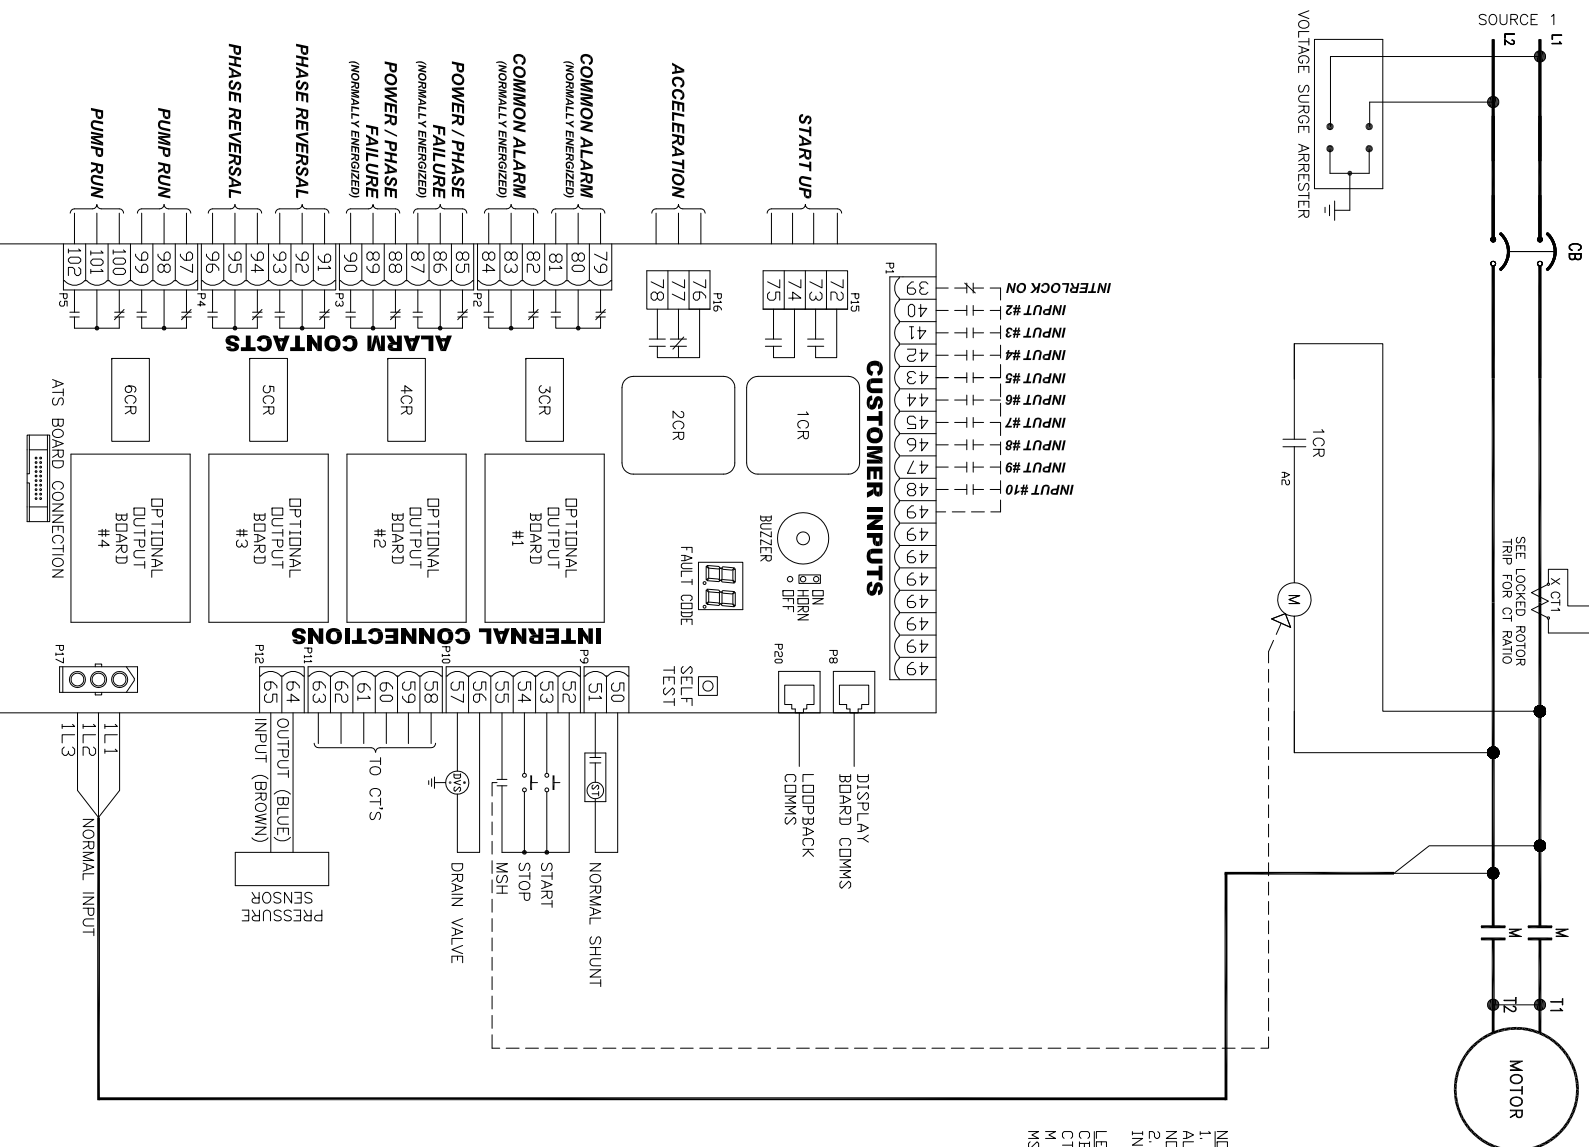 SOURCE 1
L1
L2
VOLTAGE SURGE ARRESTER
CB
1CR
A2
M
SEE LOCKED ROTOR
TRIP FOR CT RATIO
X CT1
M
M
T1
T2
MOTOR
START UP
ACCELERATION
COMMON ALARM
(NORMALLY ENERGIZED)
COMMON ALARM
(NORMALLY ENERGIZED)
POWER / PHASE
FAILURE
(NORMALLY ENERGIZED)
POWER / PHASE
FAILURE
(NORMALLY ENERGIZED)
PHASE REVERSAL
PHASE REVERSAL
PUMP RUN
PUMP RUN
72
73
74
75
P15
76
77
78
P16
79
80
81
82
83
84
P2
85
86
87
88
89
90
P3
91
92
93
94
95
96
P4
97
98
99
100
101
102
P5
ALARM CONTACTS
P1
39
40
41
42
43
44
45
46
47
48
49
49
49
49
49
49
49
49
INTERLOCK ON
INPUT #2
INPUT #3
INPUT #4
INPUT #5
INPUT #6
INPUT #7
INPUT #8
INPUT #9
INPUT #10
CUSTOMER INPUTS
1CR
2CR
3CR
4CR
5CR
6CR
OPTIONAL
OUTPUT
BOARD
#1
OPTIONAL
OUTPUT
BOARD
#2
OPTIONAL
OUTPUT
BOARD
#3
OPTIONAL
OUTPUT
BOARD
#4
ATS BOARD CONNECTION
BUZZER
ON
HORN
OFF
FAULT CODE
SELF
TEST
INTERNAL CONNECTIONS
P8
P20
P9
P10
P11
P12
P17
50
51
52
53
54
55
56
57
58
59
60
61
62
63
64
65
DISPLAY
BOARD COMMS
LOOPBACK
COMMS
ST
NORMAL SHUNT
START
STOP
MSH
DVS
DRAIN VALVE
TO CT'S
OUTPUT (BLUE)
INPUT (BROWN)
PRESSURE
SENSOR
1L1
1L2
1L3
NORMAL INPUT
1.
AL
2.
IN
LE
CT
M
MS